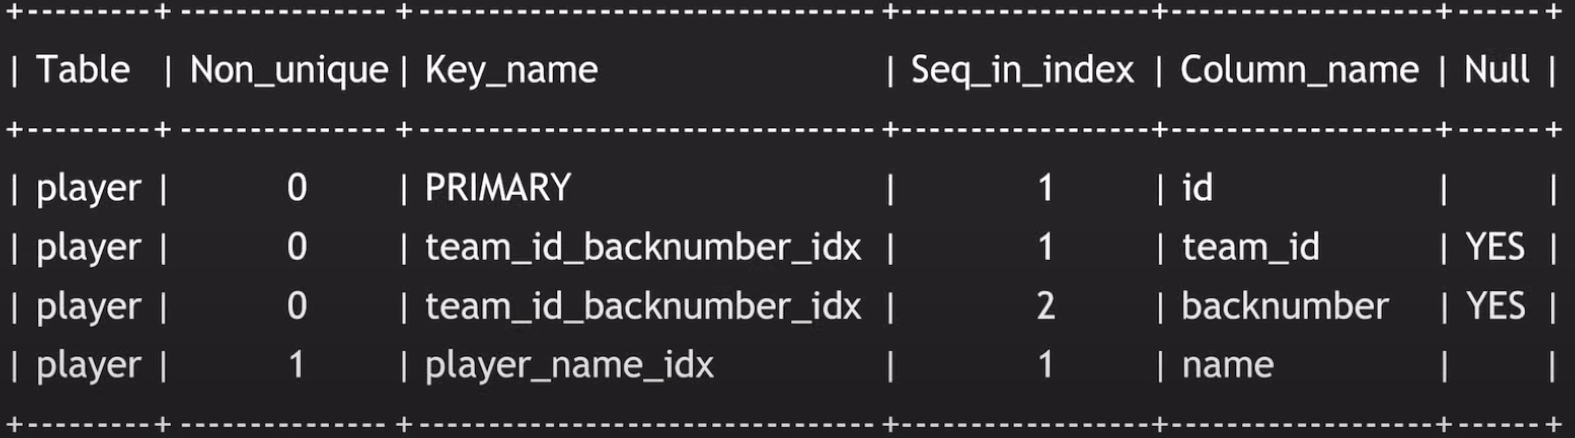 +---------+ --------------- +--------------------------------- +------------------+-------------------+------+
| Table | Non_unique | Key_name | Seq_in_index | Column_name | Null |
+---------+ --------------- +--------------------------------- +------------------+-------------------+------+
| player | 0 | PRIMARY | 1 | id | |
| player | 0 | team_id_backnumber_idx | 1 | team_id | YES |
| player | 0 | team_id_backnumber_idx | 2 | backnumber | YES |
| player | 1 | player_name_idx | 1 | name | |
+---------+ --------------- +--------------------------------- +------------------+-------------------+------+